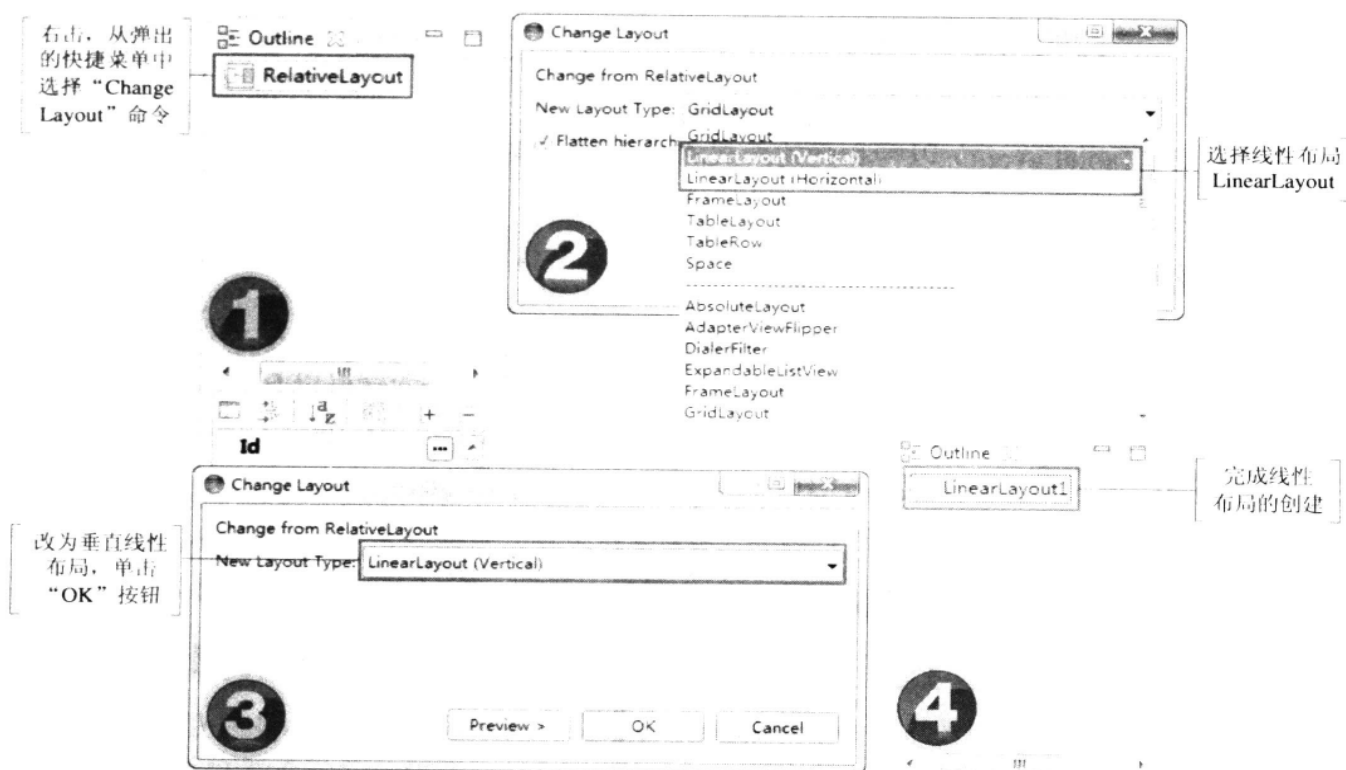 右击，从弹出
的快捷菜单中
选择“Change
Layout”命令
Outline
RelativeLayout
1
Id
Change Layout
Change from RelativeLayout
New Layout Type: GridLayout
Flatten hierarch
GridLayout
LinearLayout (Vertical)
LinearLayout (Horizontal)
FrameLayout
TableLayout
TableRow
Space
AbsoluteLayout
AdapterViewFlipper
DialerFilter
ExpandableListView
FrameLayout
GridLayout
2
选择线性布局
LinearLayout
改为垂直线性
布局，单击
“OK”按钮
Change Layout
Change from RelativeLayout
New Layout Type: LinearLayout (Vertical)
3
Preview >
OK
Cancel
Outline
LinearLayout1
4
完成线性
布局的创建